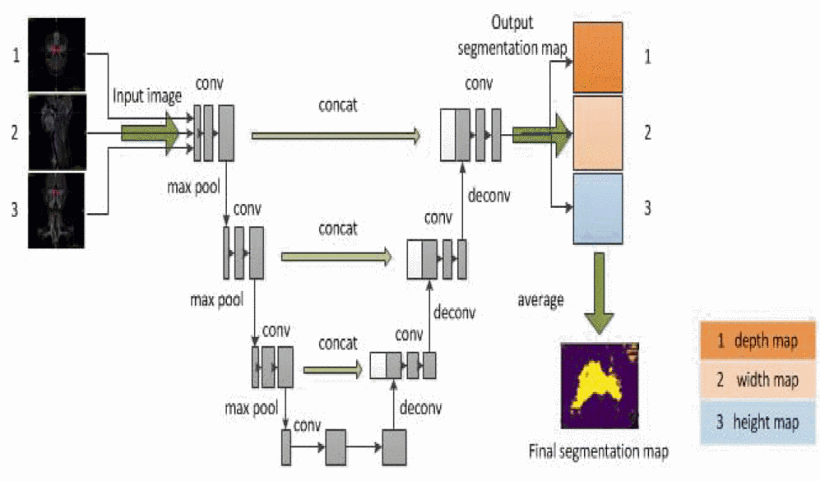 Output
segmentation map
1
Input image
conv
concat
conv
1
2
2
max pool
deconv
3
conv
concat
conv
3
max pool
deconv
average
conv
concat
conv
1 depth map
2 width map
3 height map
max pool
conv
deconv
Final segmentation map